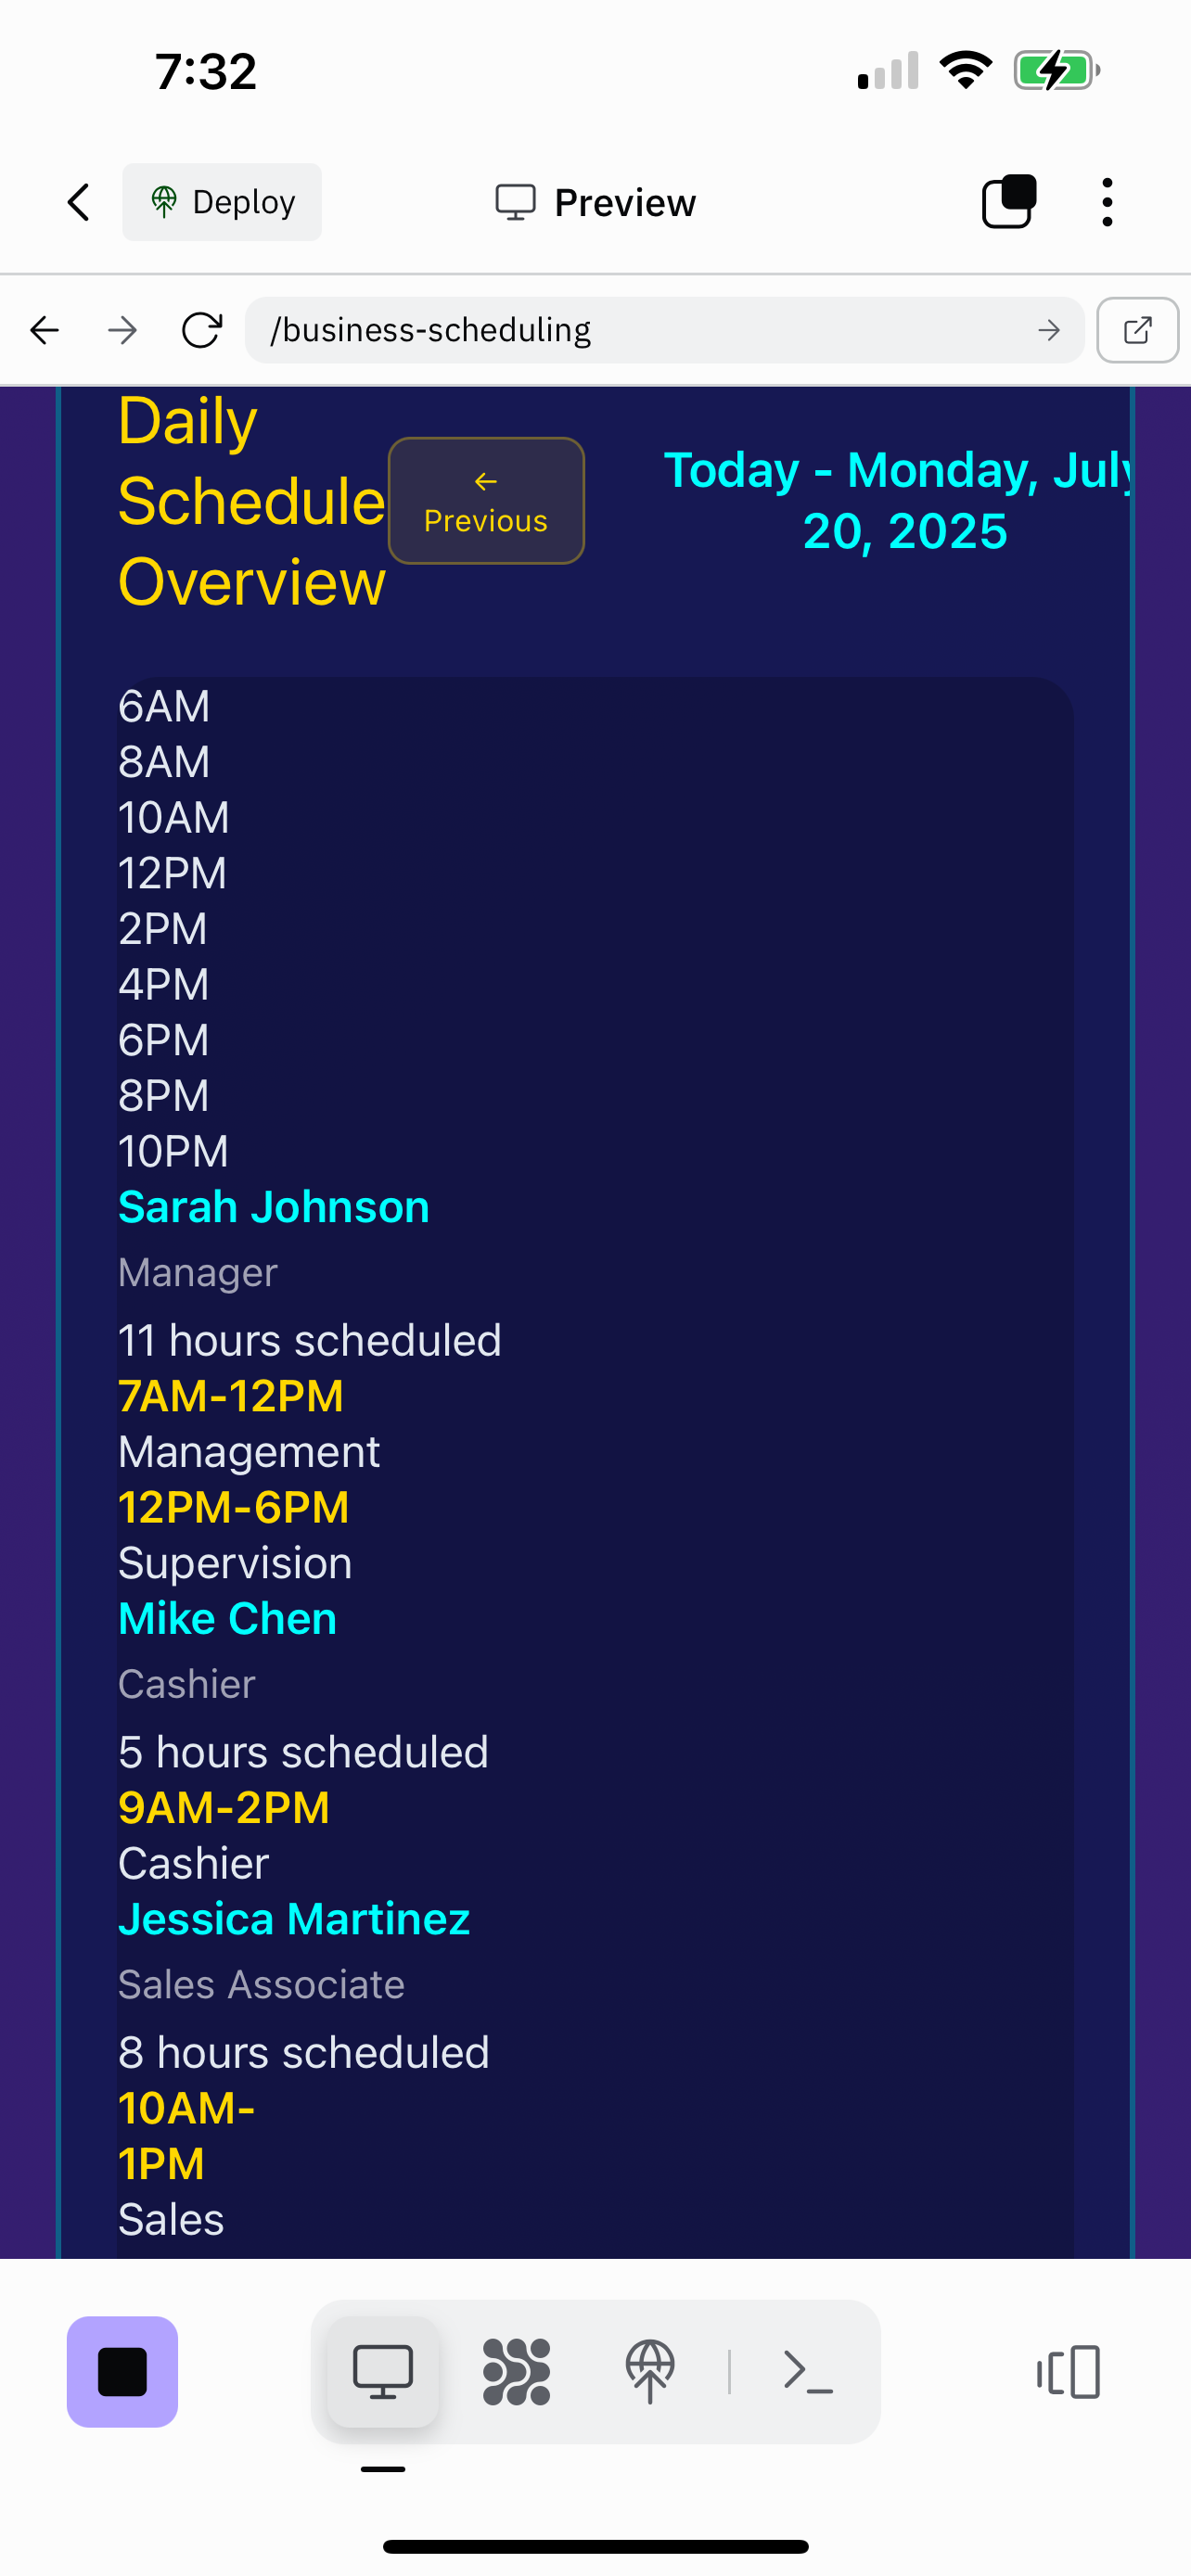 7:32
Deploy
Preview
/business-scheduling
Daily
Schedule
Overview
←
Previous
Today - Monday, July
20, 2025
6AM
8AM
10AM
12PM
2PM
4PM
6PM
8PM
10PM
Sarah Johnson
Manager
11 hours scheduled
7AM-12PM
Management
12PM-6PM
Supervision
Mike Chen
Cashier
5 hours scheduled
9AM-2PM
Cashier
Jessica Martinez
Sales Associate
8 hours scheduled
10AM-
1PM
Sales